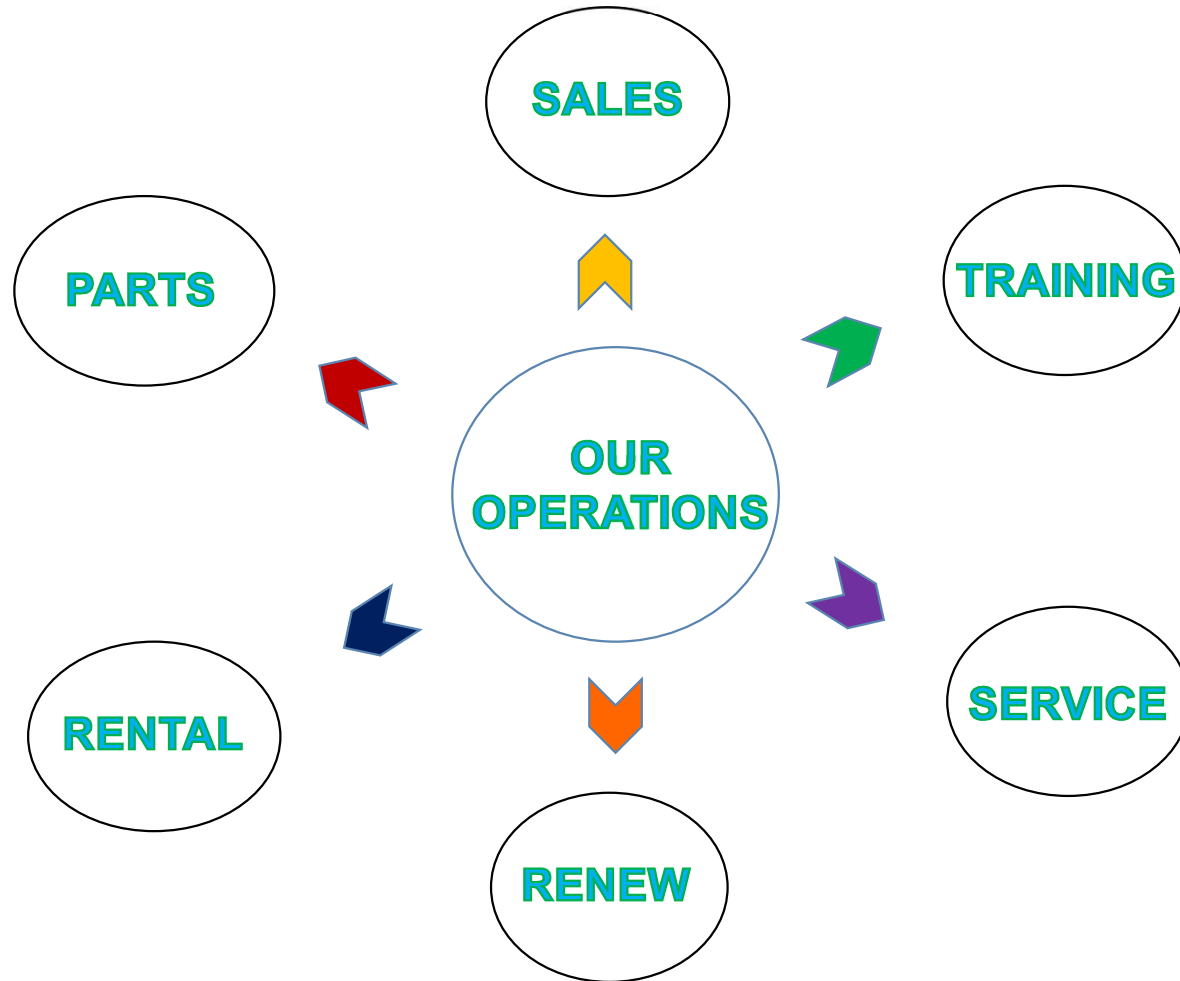 SALES
PARTS
TRAINING
OUR
OPERATIONS
RENTAL
SERVICE
RENEW